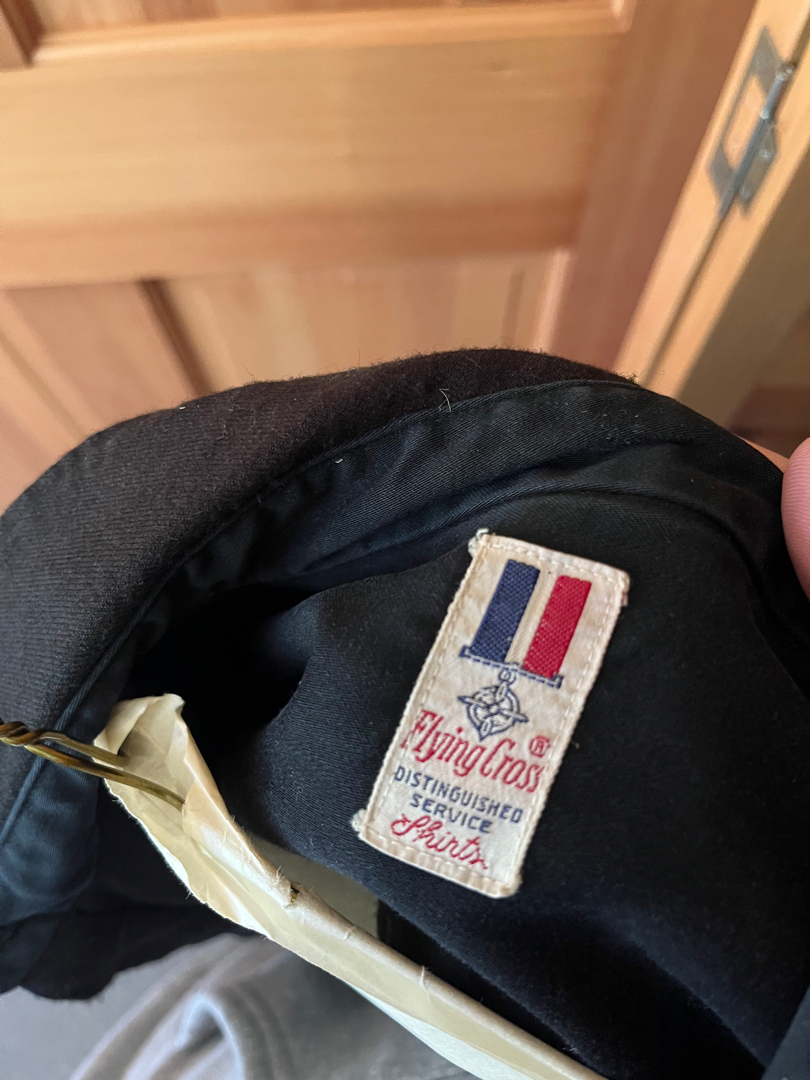 Flying Cross ®
DISTINGUISHED
SERVICE
Shirts